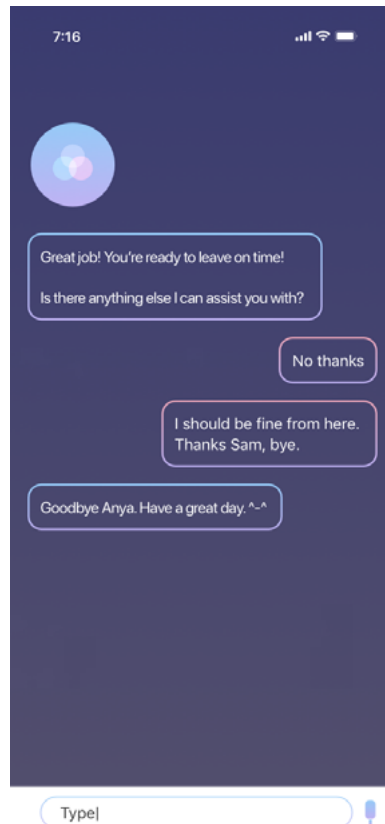 7:16
Great job! You're ready to leave on time!
Is there anything else I can assist you with?
No thanks
I should be fine from here.
Thanks Sam, bye.
Goodbye Anya. Have a great day. ^-^
Type|